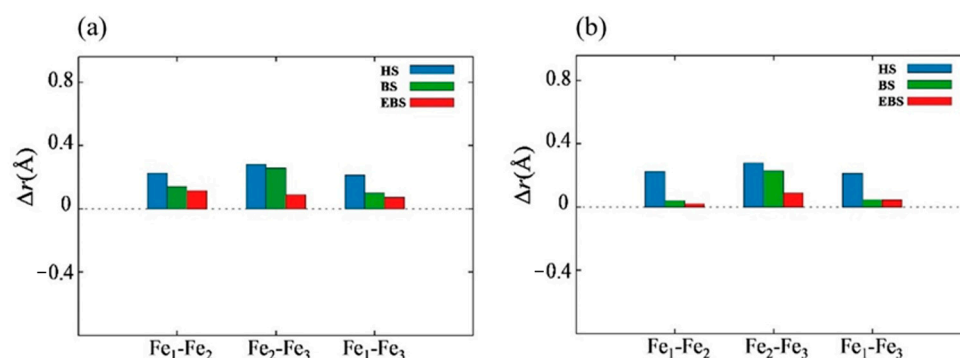 (a)
HS
BS
EBS
0.8
0.4
0
−0.4
Δr(Å)
Fe₁-Fe₂ Fe₂-Fe₃ Fe₁-Fe₃
(b)
HS
BS
EBS
0.8
0.4
0
−0.4
Δr(Å)
Fe₁-Fe₂ Fe₂-Fe₃ Fe₁-Fe₃